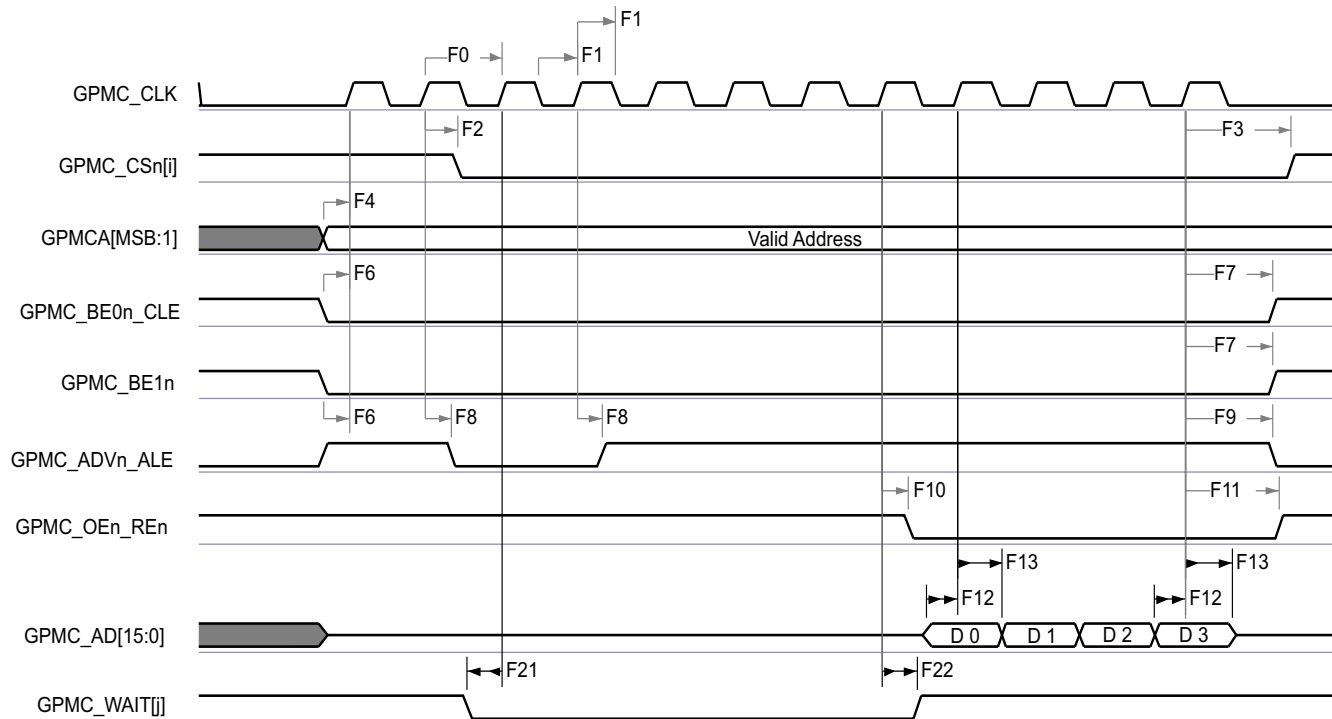 F1
F0
F1
GPMC_CLK
F2
F3
GPMC_CSn[i]
F4
GPMCA[MSB:1]
Valid Address
F6
F7
GPMC_BE0n_CLE
F7
GPMC_BE1n
F6
F8
F8
F9
GPMC_ADVn_ALE
F10
F11
GPMC_OEn_REn
F13
F13
F12
F12
GPMC_AD[15:0]
D 0
D 1
D 2
D 3
F21
F22
GPMC_WAIT[j]